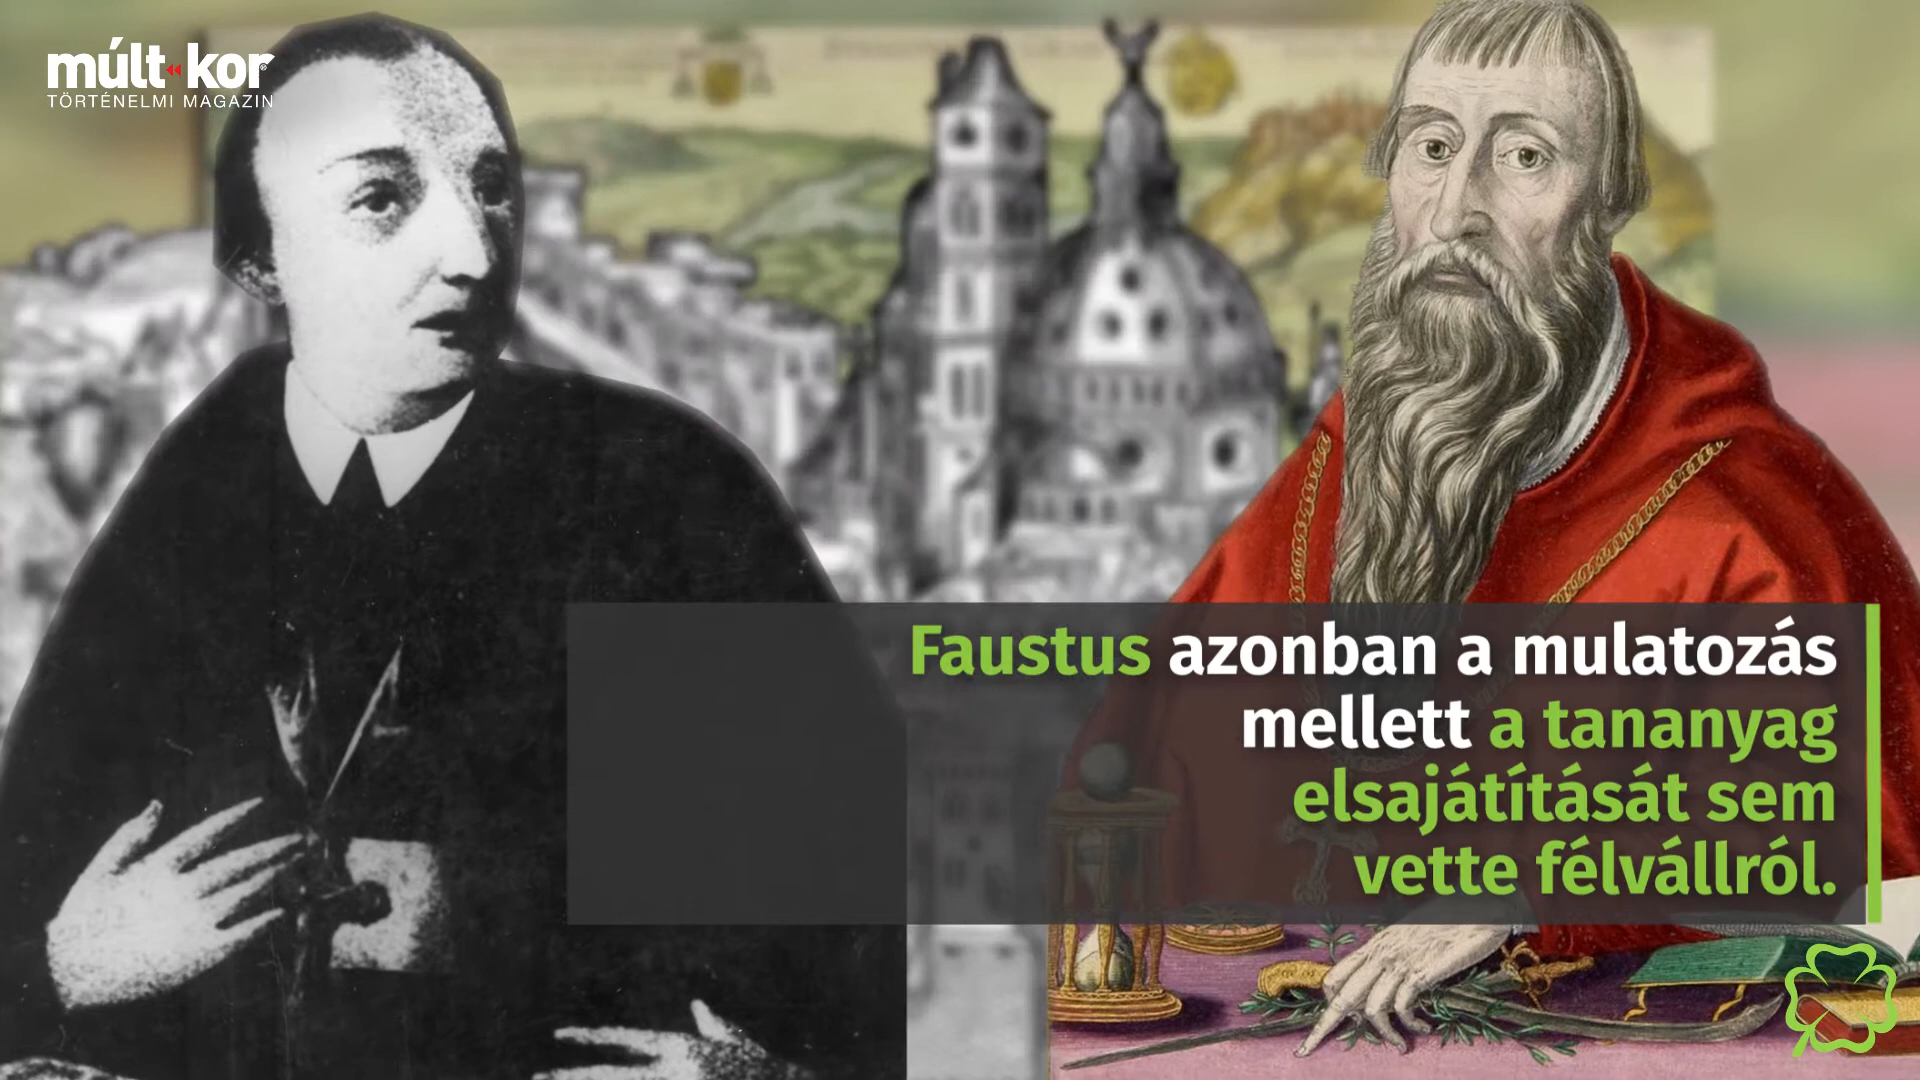 múlt-kor
TÖRTÉNELMI MAGAZIN
Faustus azonban a mulatozás
mellett a tananyag
elsajátítását sem
vette félvállról.